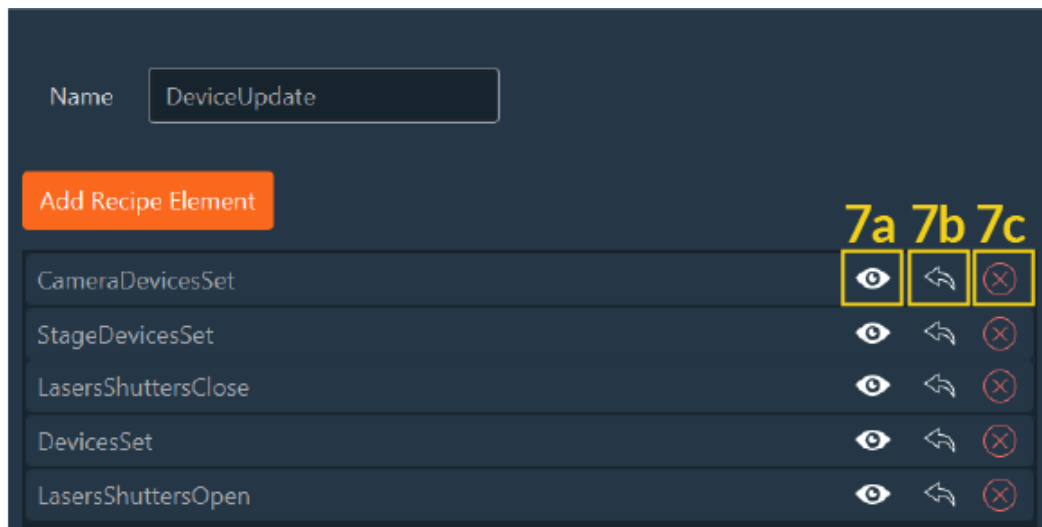 Name DeviceUpdate
Add Recipe Element
7a 7b 7c
CameraDevicesSet
StageDevicesSet
LasersShuttersClose
DevicesSet
LasersShuttersOpen